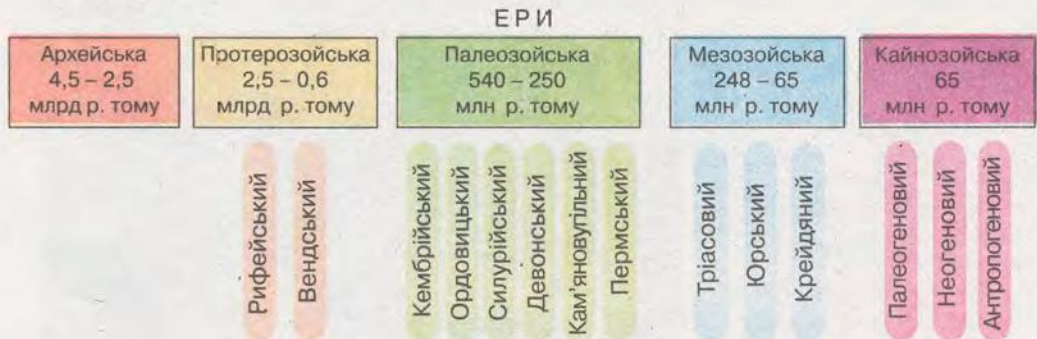 ЕРИ
Архейська
4,5 – 2,5
млрд р. тому
Протерозойська
2,5 – 0,6
млрд р. тому
Палеозойська
540 – 250
млн р. тому
Мезозойська
248 – 65
млн р. тому
Кайнозойська
65
млн р. тому
Рифейський
Вендський
Кембрійський
Ордовицький
Силурійський
Девонський
Кам'яновугільний
Пермський
Тріасовий
Юрський
Крейдяний
Палеогеновий
Неогеновий
Антропогеновий